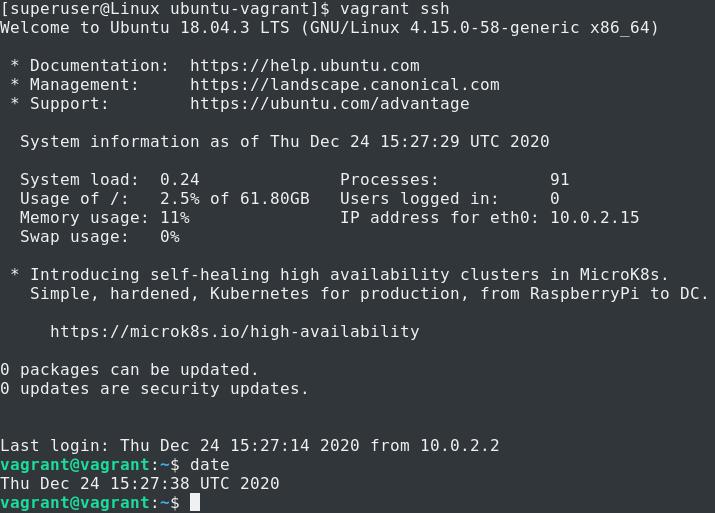 [superuser@Linux ubuntu-vagrant]$ vagrant ssh
Welcome to Ubuntu 18.04.3 LTS (GNU/Linux 4.15.0-58-generic x86_64)
* Documentation:  https://help.ubuntu.com
* Management:     https://landscape.canonical.com
* Support:        https://ubuntu.com/advantage
System information as of Thu Dec 24 15:27:29 UTC 2020
System load:  0.24              Processes:           91
Usage of /:   2.5% of 61.80GB   Users logged in:     0
Memory usage: 11%               IP address for eth0: 10.0.2.15
Swap usage:   0%
* Introducing self-healing high availability clusters in MicroK8s.
Simple, hardened, Kubernetes for production, from RaspberryPi to DC.
https://microk8s.io/high-availability
0 packages can be updated.
0 updates are security updates.
Last login: Thu Dec 24 15:27:14 2020 from 10.0.2.2
vagrant@vagrant:~$ date
Thu Dec 24 15:27:38 UTC 2020
vagrant@vagrant:~$